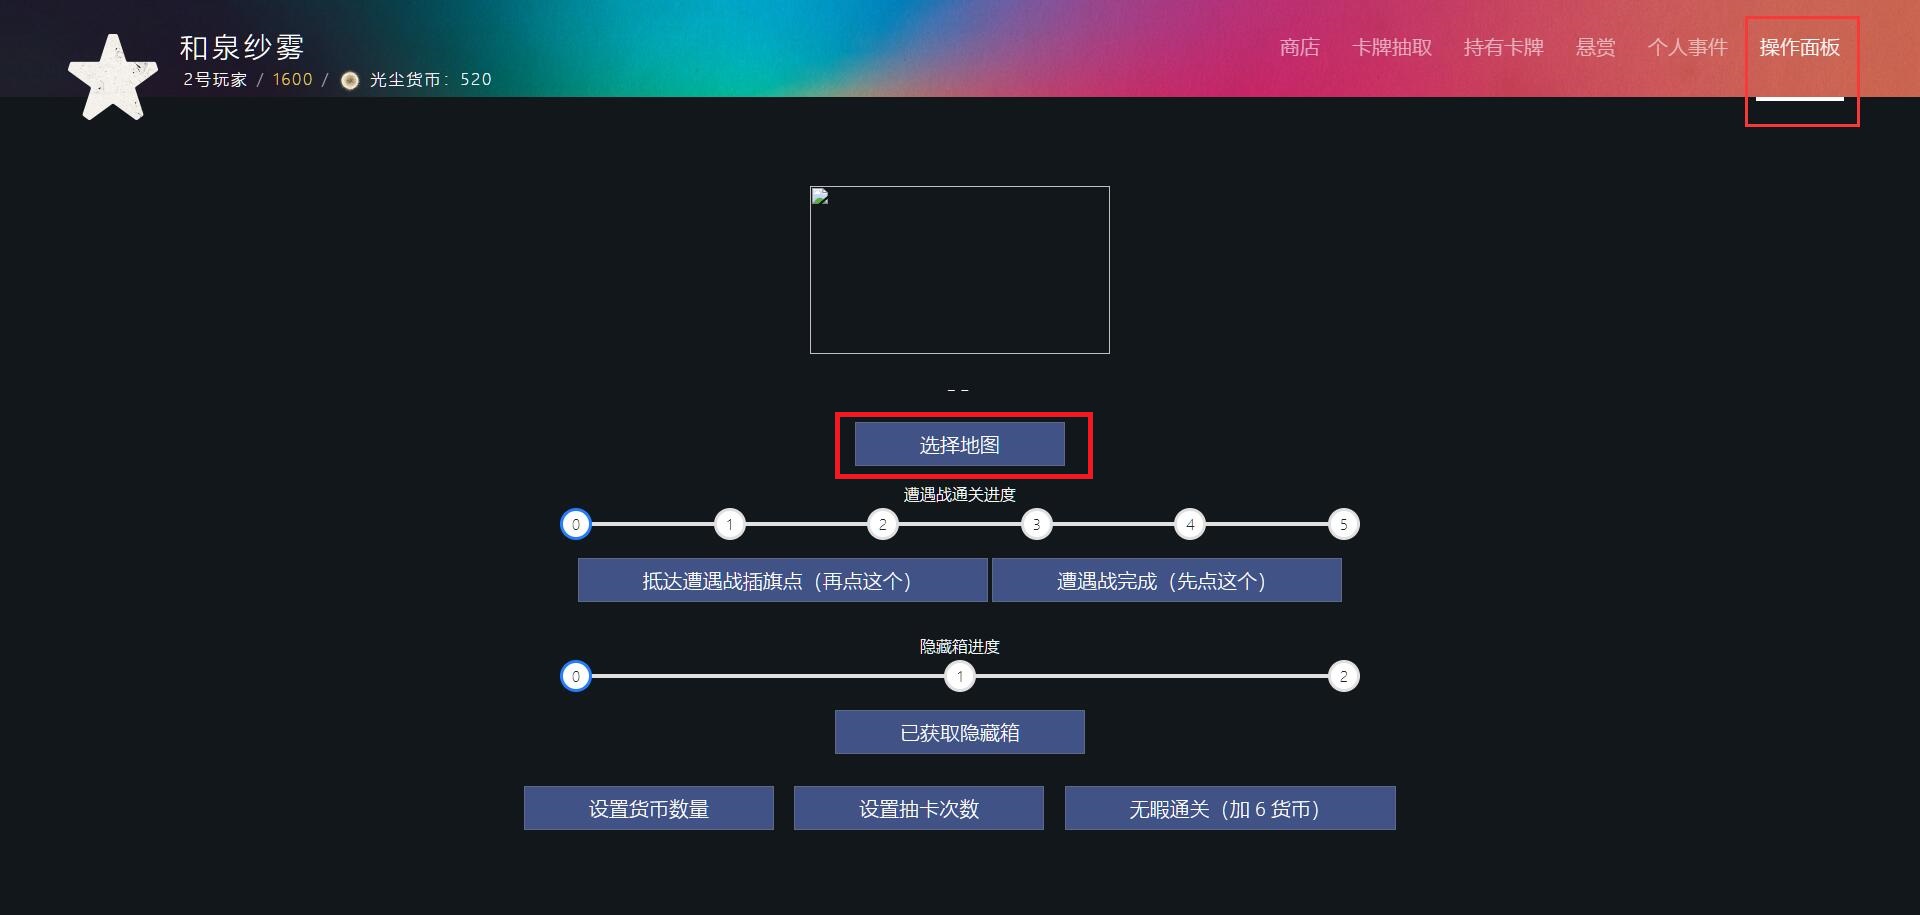 和泉纱雾
商店 卡牌抽取 持有卡牌 悬赏 个人事件 操作面板
2号玩家 / 1600 / 光尘货币: 520
– –
选择地图
遭遇战通关进度
0 1 2 3 4 5
抵达遭遇战插旗点（再点这个） 遭遇战完成（先点这个）
隐藏箱进度
0 1 2
已获取隐藏箱
设置货币数量 设置抽卡次数 无暇通关（加 6 货币）